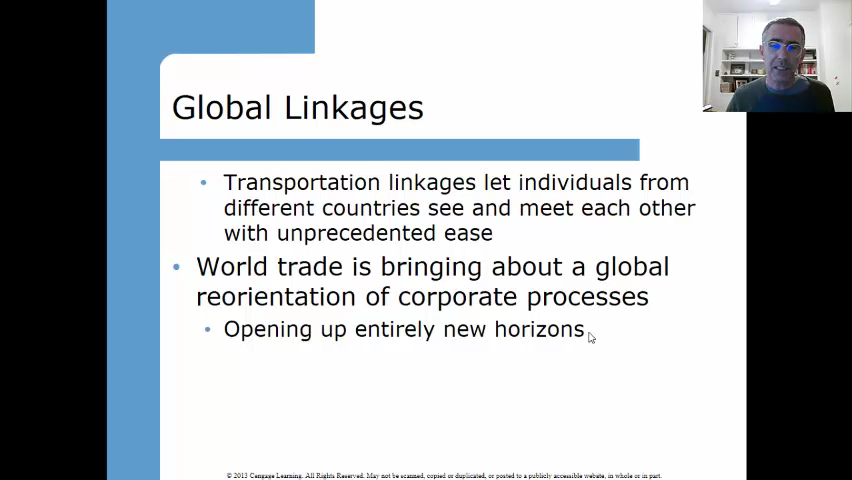 Global Linkages
• Transportation linkages let individuals from
different countries see and meet each other
with unprecedented ease
• World trade is bringing about a global
reorientation of corporate processes
• Opening up entirely new horizons
© 2013 Cengage Learning. All Rights Reserved. May not be scanned, copied or duplicated, or posted to a publicly accessible website, in whole or in part.